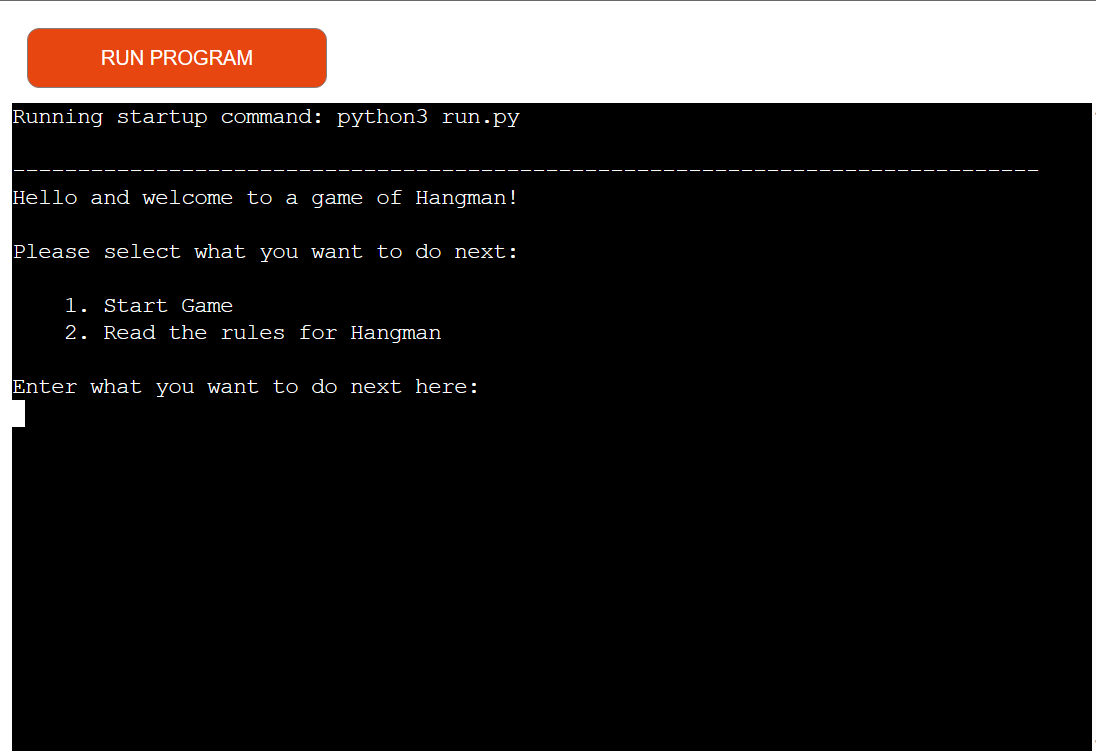 RUN PROGRAM
Running startup command: python3 run.py
-------------------------------------------------------------------------------
Hello and welcome to a game of Hangman!
Please select what you want to do next:
1. Start Game
2. Read the rules for Hangman
Enter what you want to do next here: